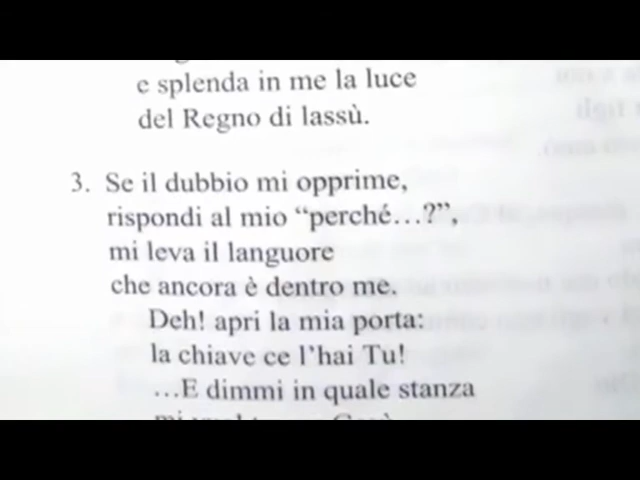 e splenda in me la luce
del Regno di lassù.
3. Se il dubbio mi opprime,
rispondi al mio “perché…?”,
mi leva il languore
che ancora è dentro me.
Deh! apri la mia porta:
la chiave ce l’hai Tu!
…E dimmi in quale stanza